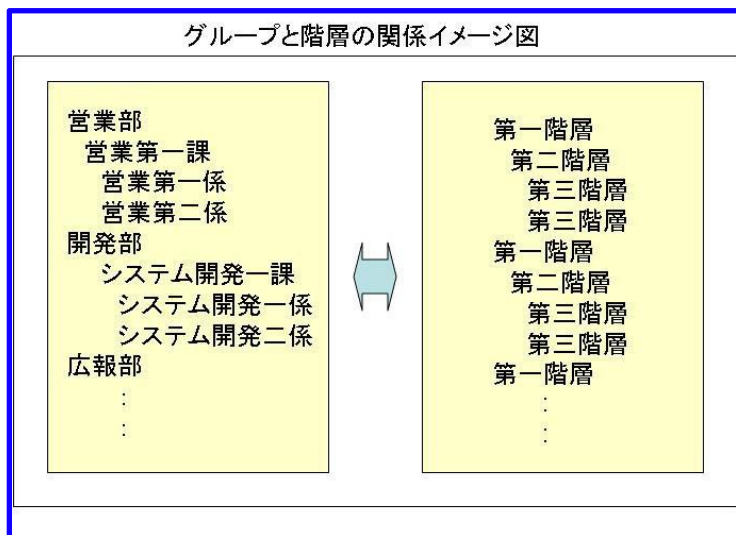 グループと階層の関係イメージ図
営業部
営業第一課
営業第一係
営業第二係
開発部
システム開発一課
システム開発一係
システム開発二係
広報部
:
:
第一階層
第二階層
第三階層
第三階層
第一階層
第二階層
第三階層
第三階層
第一階層
:
: